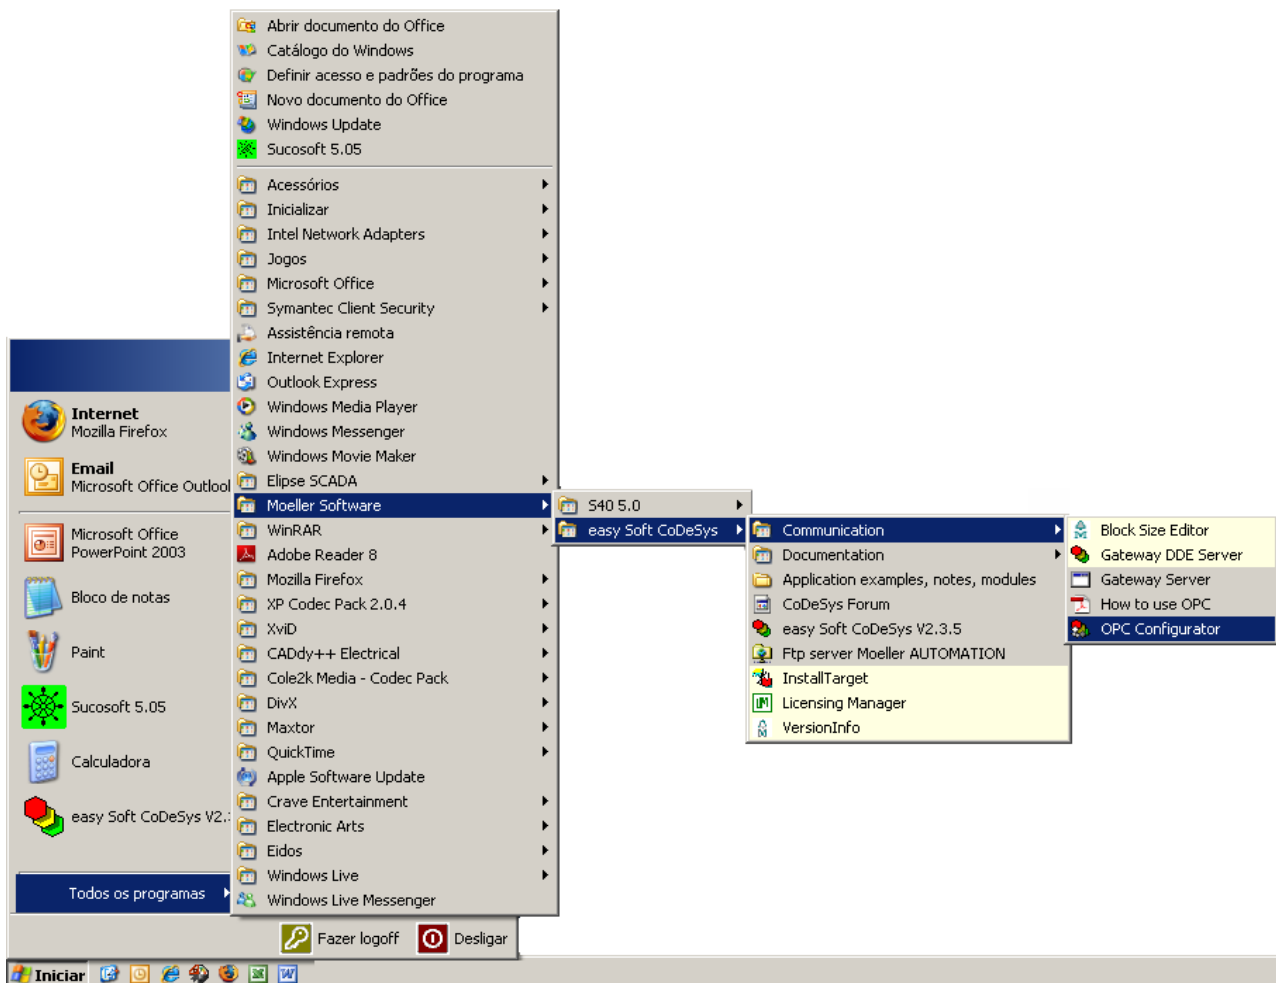 Abrir documento do Office
Catálogo do Windows
Definir acesso e padrões do programa
Novo documento do Office
Windows Update
Sucosoft 5.05
Acessórios
Inicializar
Intel Network Adapters
Jogos
Microsoft Office
Symantec Client Security
Assistência remota
Internet Explorer
Outlook Express
Windows Media Player
Windows Messenger
Windows Movie Maker
Elipse SCADA
Moeller Software
WinRAR
Adobe Reader 8
Mozilla Firefox
XP Codec Pack 2.0.4
XviD
CADdy++ Electrical
Cole2k Media - Codec Pack
DivX
Maxtor
QuickTime
Apple Software Update
Crave Entertainment
Electronic Arts
Eidos
Windows Live
Windows Live Messenger
S40 5.0
easy Soft CoDeSys
Communication
Documentation
Application examples, notes, modules
CoDeSys Forum
easy Soft CoDeSys V2.3.5
Ftp server Moeller AUTOMATION
InstallTarget
Licensing Manager
VersionInfo
Block Size Editor
Gateway DDE Server
Gateway Server
How to use OPC
OPC Configurator
Internet
Mozilla Firefox
Email
Microsoft Office Outlool
Microsoft Office
PowerPoint 2003
Bloco de notas
Paint
Sucosoft 5.05
Calculadora
easy Soft CoDeSys V2.
Todos os programas
Fazer logoff
Desligar
Iniciar